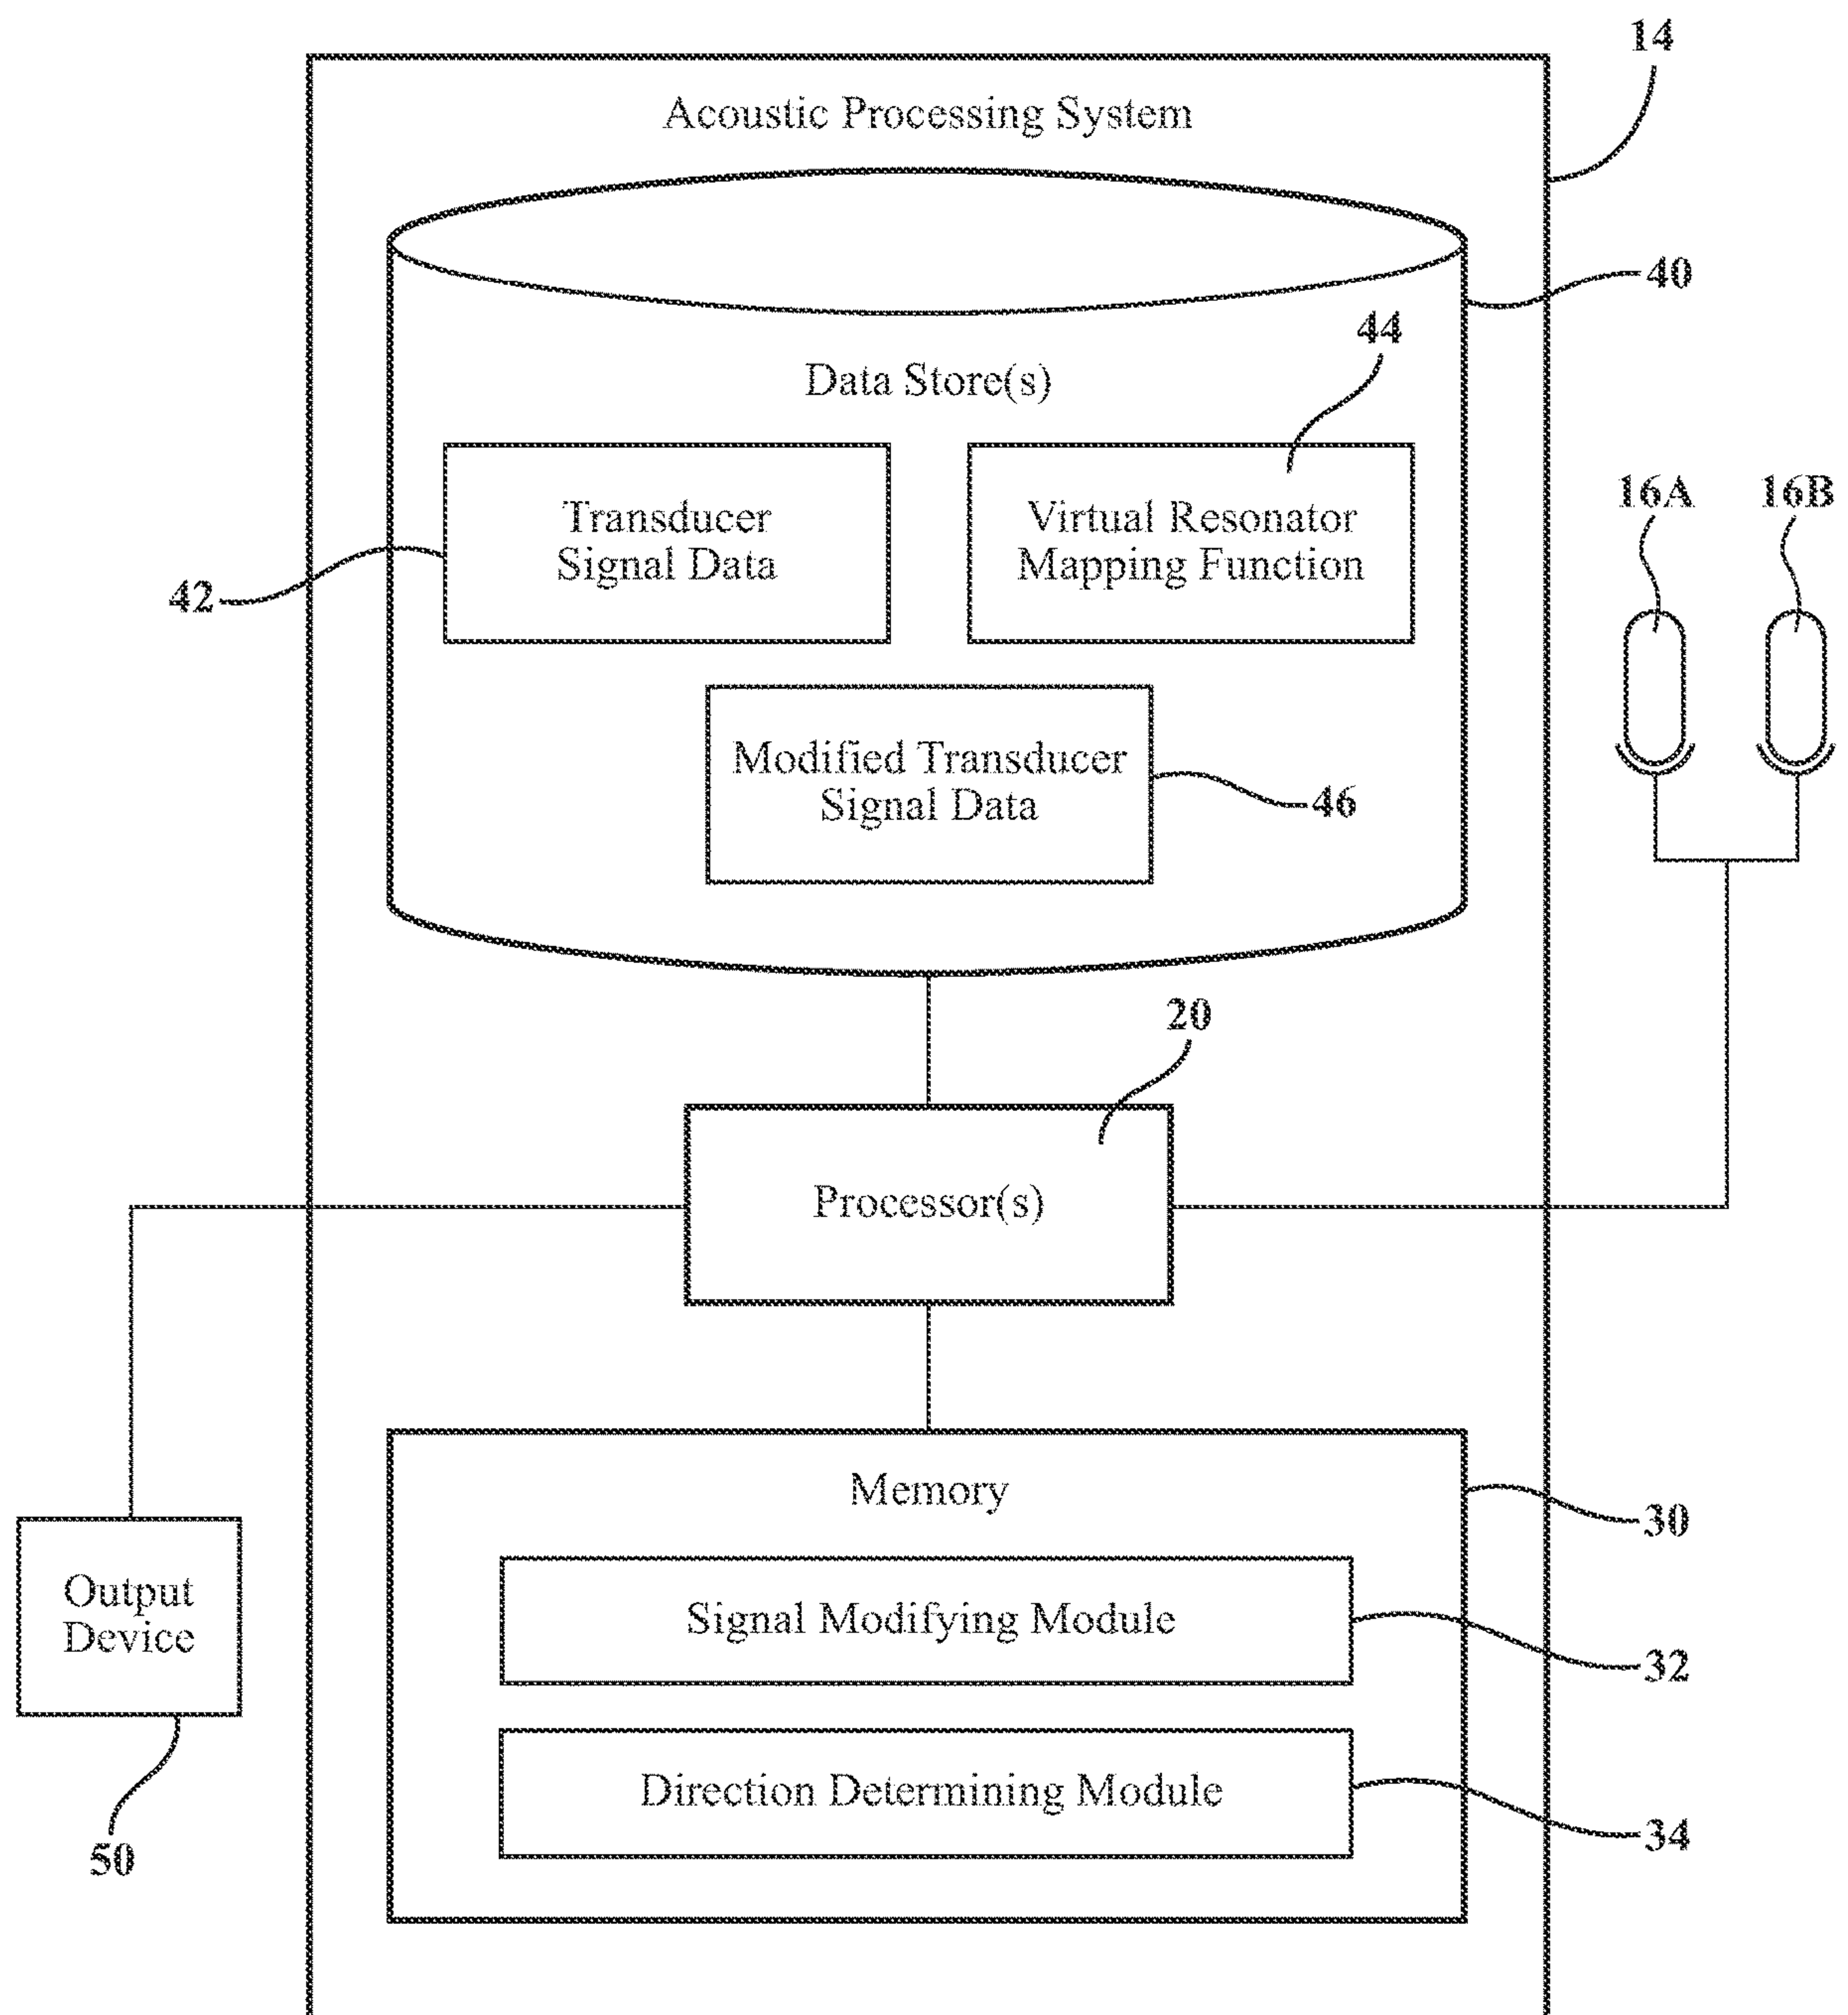 14
Acoustic Processing System
40
44
Data Store(s)
16A
16B
Transducer
Signal Data
Virtual Resonator
Mapping Function
42
Modified Transducer
Signal Data
46
20
Processor(s)
Memory
30
Output
Device
Signal Modifying Module
32
Direction Determining Module
34
50